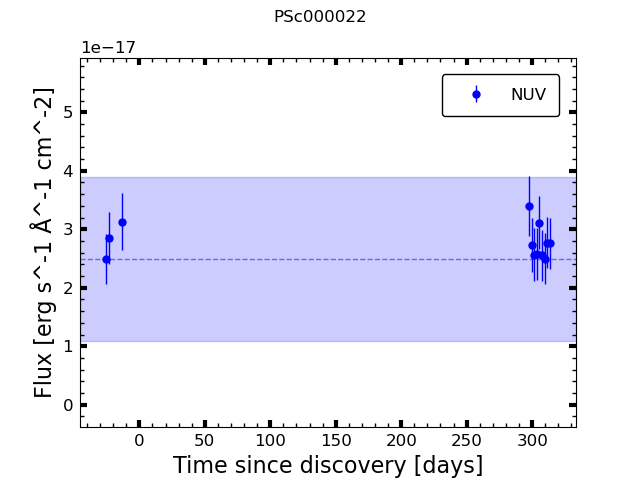 PSc000022
1e−17
NUV
5
4
3
2
1
0
Flux [erg s^-1 Å^-1 cm^-2]
0 50 100 150 200 250 300
Time since discovery [days]